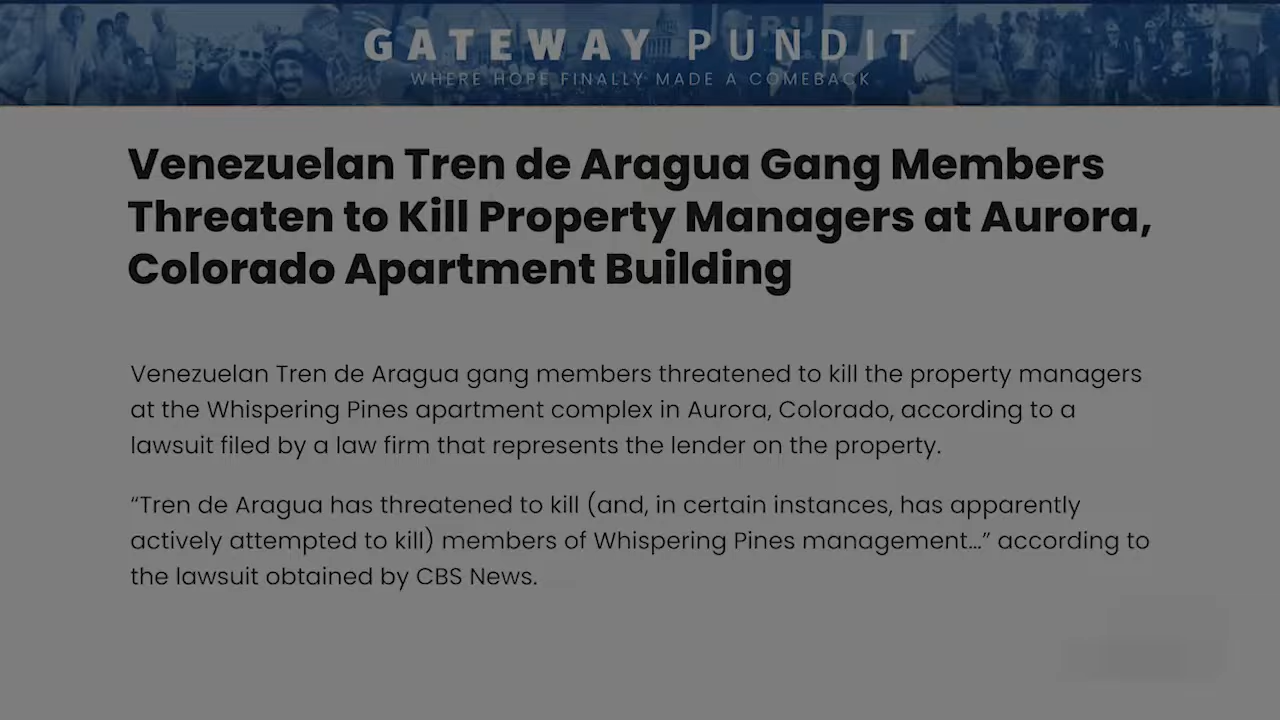 GATEWAY PUNDIT
WHERE HOPE FINALLY MADE A COMEBACK
Venezuelan Tren de Aragua Gang Members
Threaten to Kill Property Managers at Aurora,
Colorado Apartment Building
Venezuelan Tren de Aragua gang members threatened to kill the property managers
at the Whispering Pines apartment complex in Aurora, Colorado, according to a
lawsuit filed by a law firm that represents the lender on the property.
“Tren de Aragua has threatened to kill (and, in certain instances, has apparently
actively attempted to kill) members of Whispering Pines management…” according to
the lawsuit obtained by CBS News.